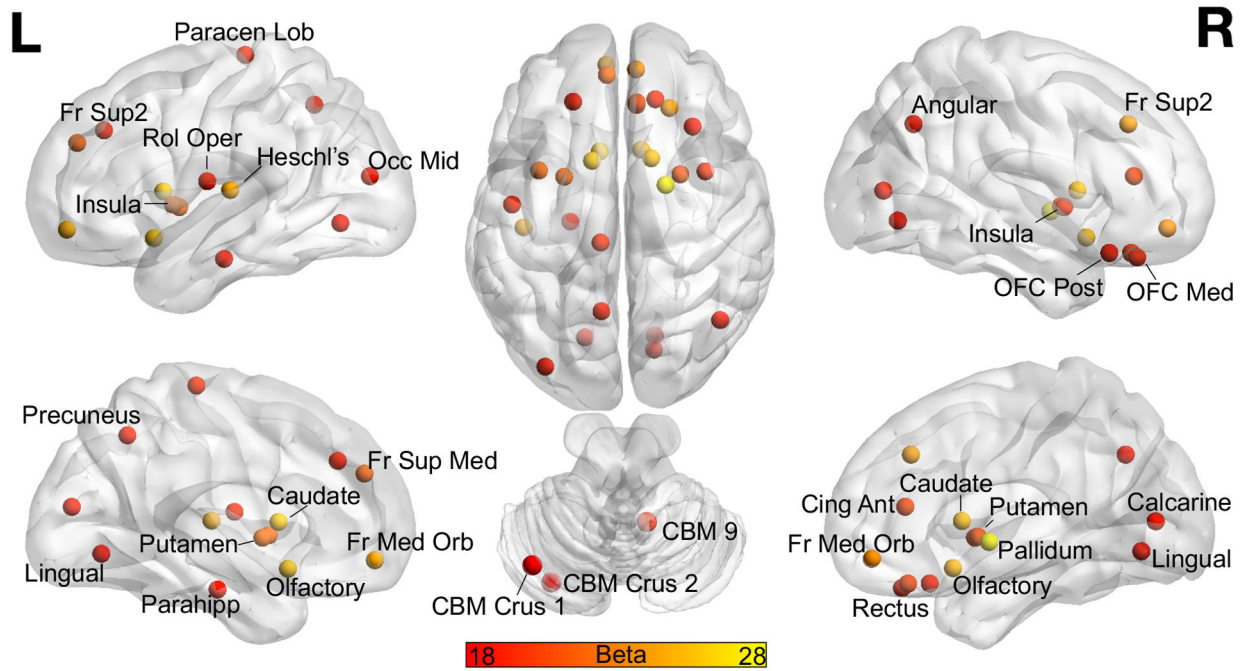 L
R
Paracen Lob
Fr Sup2
Rol Oper
Heschl's
Occ Mid
Insula
Angular
Fr Sup2
Insula
OFC Post
OFC Med
Precuneus
Fr Sup Med
Caudate
Putamen
Fr Med Orb
Lingual
Olfactory
Parahipp
CBM 9
CBM Crus 2
CBM Crus 1
Caudate
Cing Ant
Putamen
Calcarine
Fr Med Orb
Pallidum
Lingual
Olfactory
Rectus
18 Beta 28